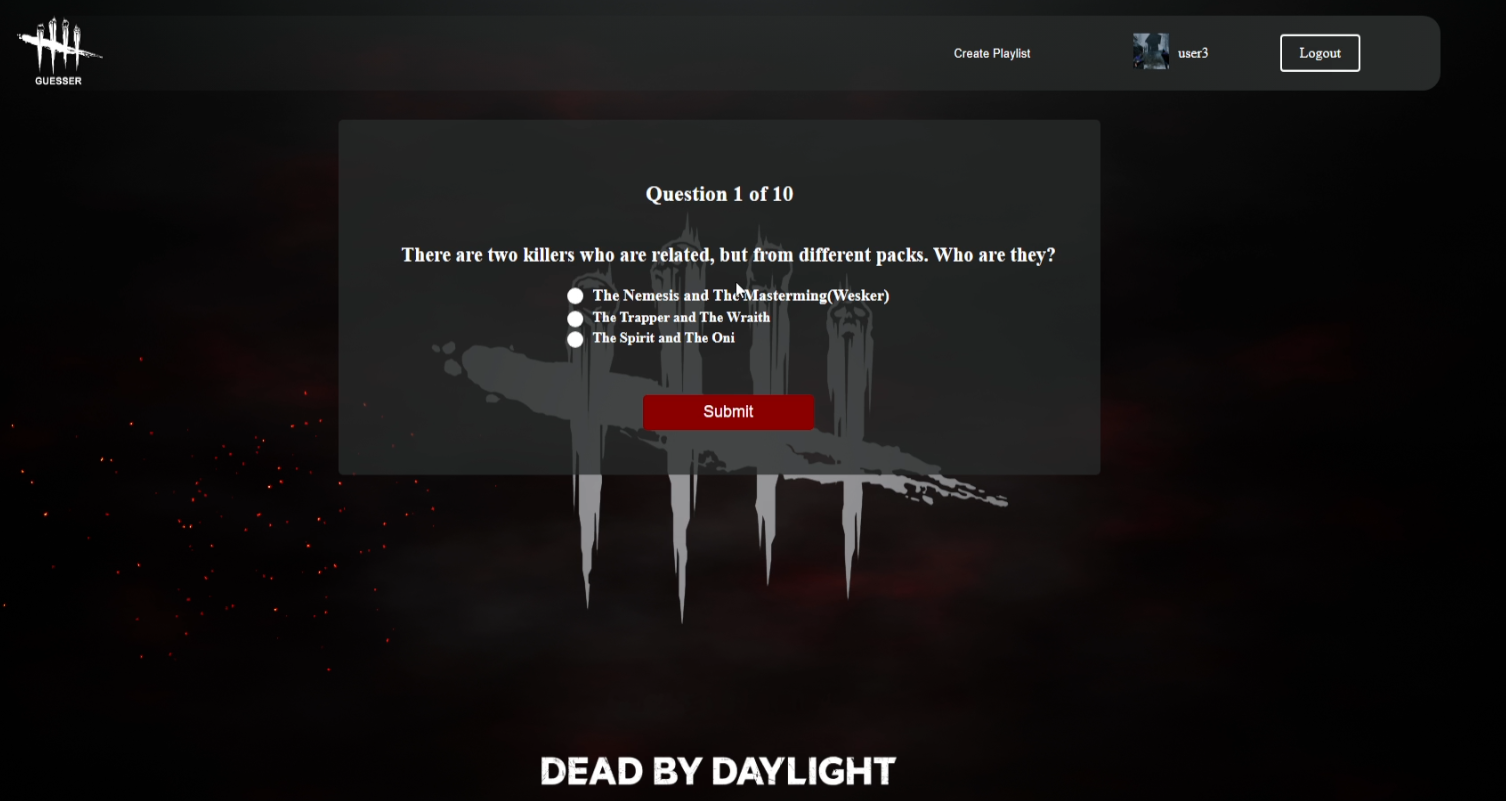 GUESSER
Create Playlist
user3
Logout
Question 1 of 10
There are two killers who are related, but from different packs. Who are they?
The Nemesis and The Masterming(Wesker)
The Trapper and The Wraith
The Spirit and The Oni
Submit
DEAD BY DAYLIGHT